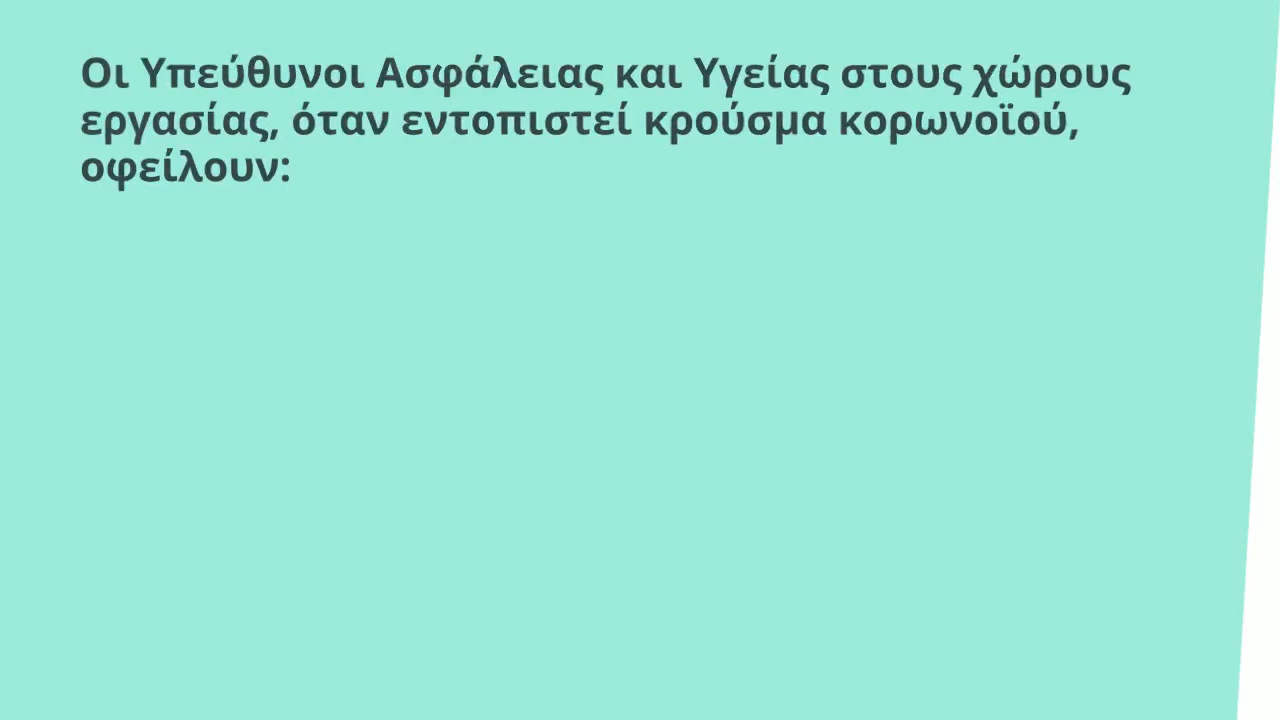 Οι Υπεύθυνοι Ασφάλειας και Υγείας στους χώρους
εργασίας, όταν εντοπιστεί κρούσμα κορωνοϊού,
οφείλουν: